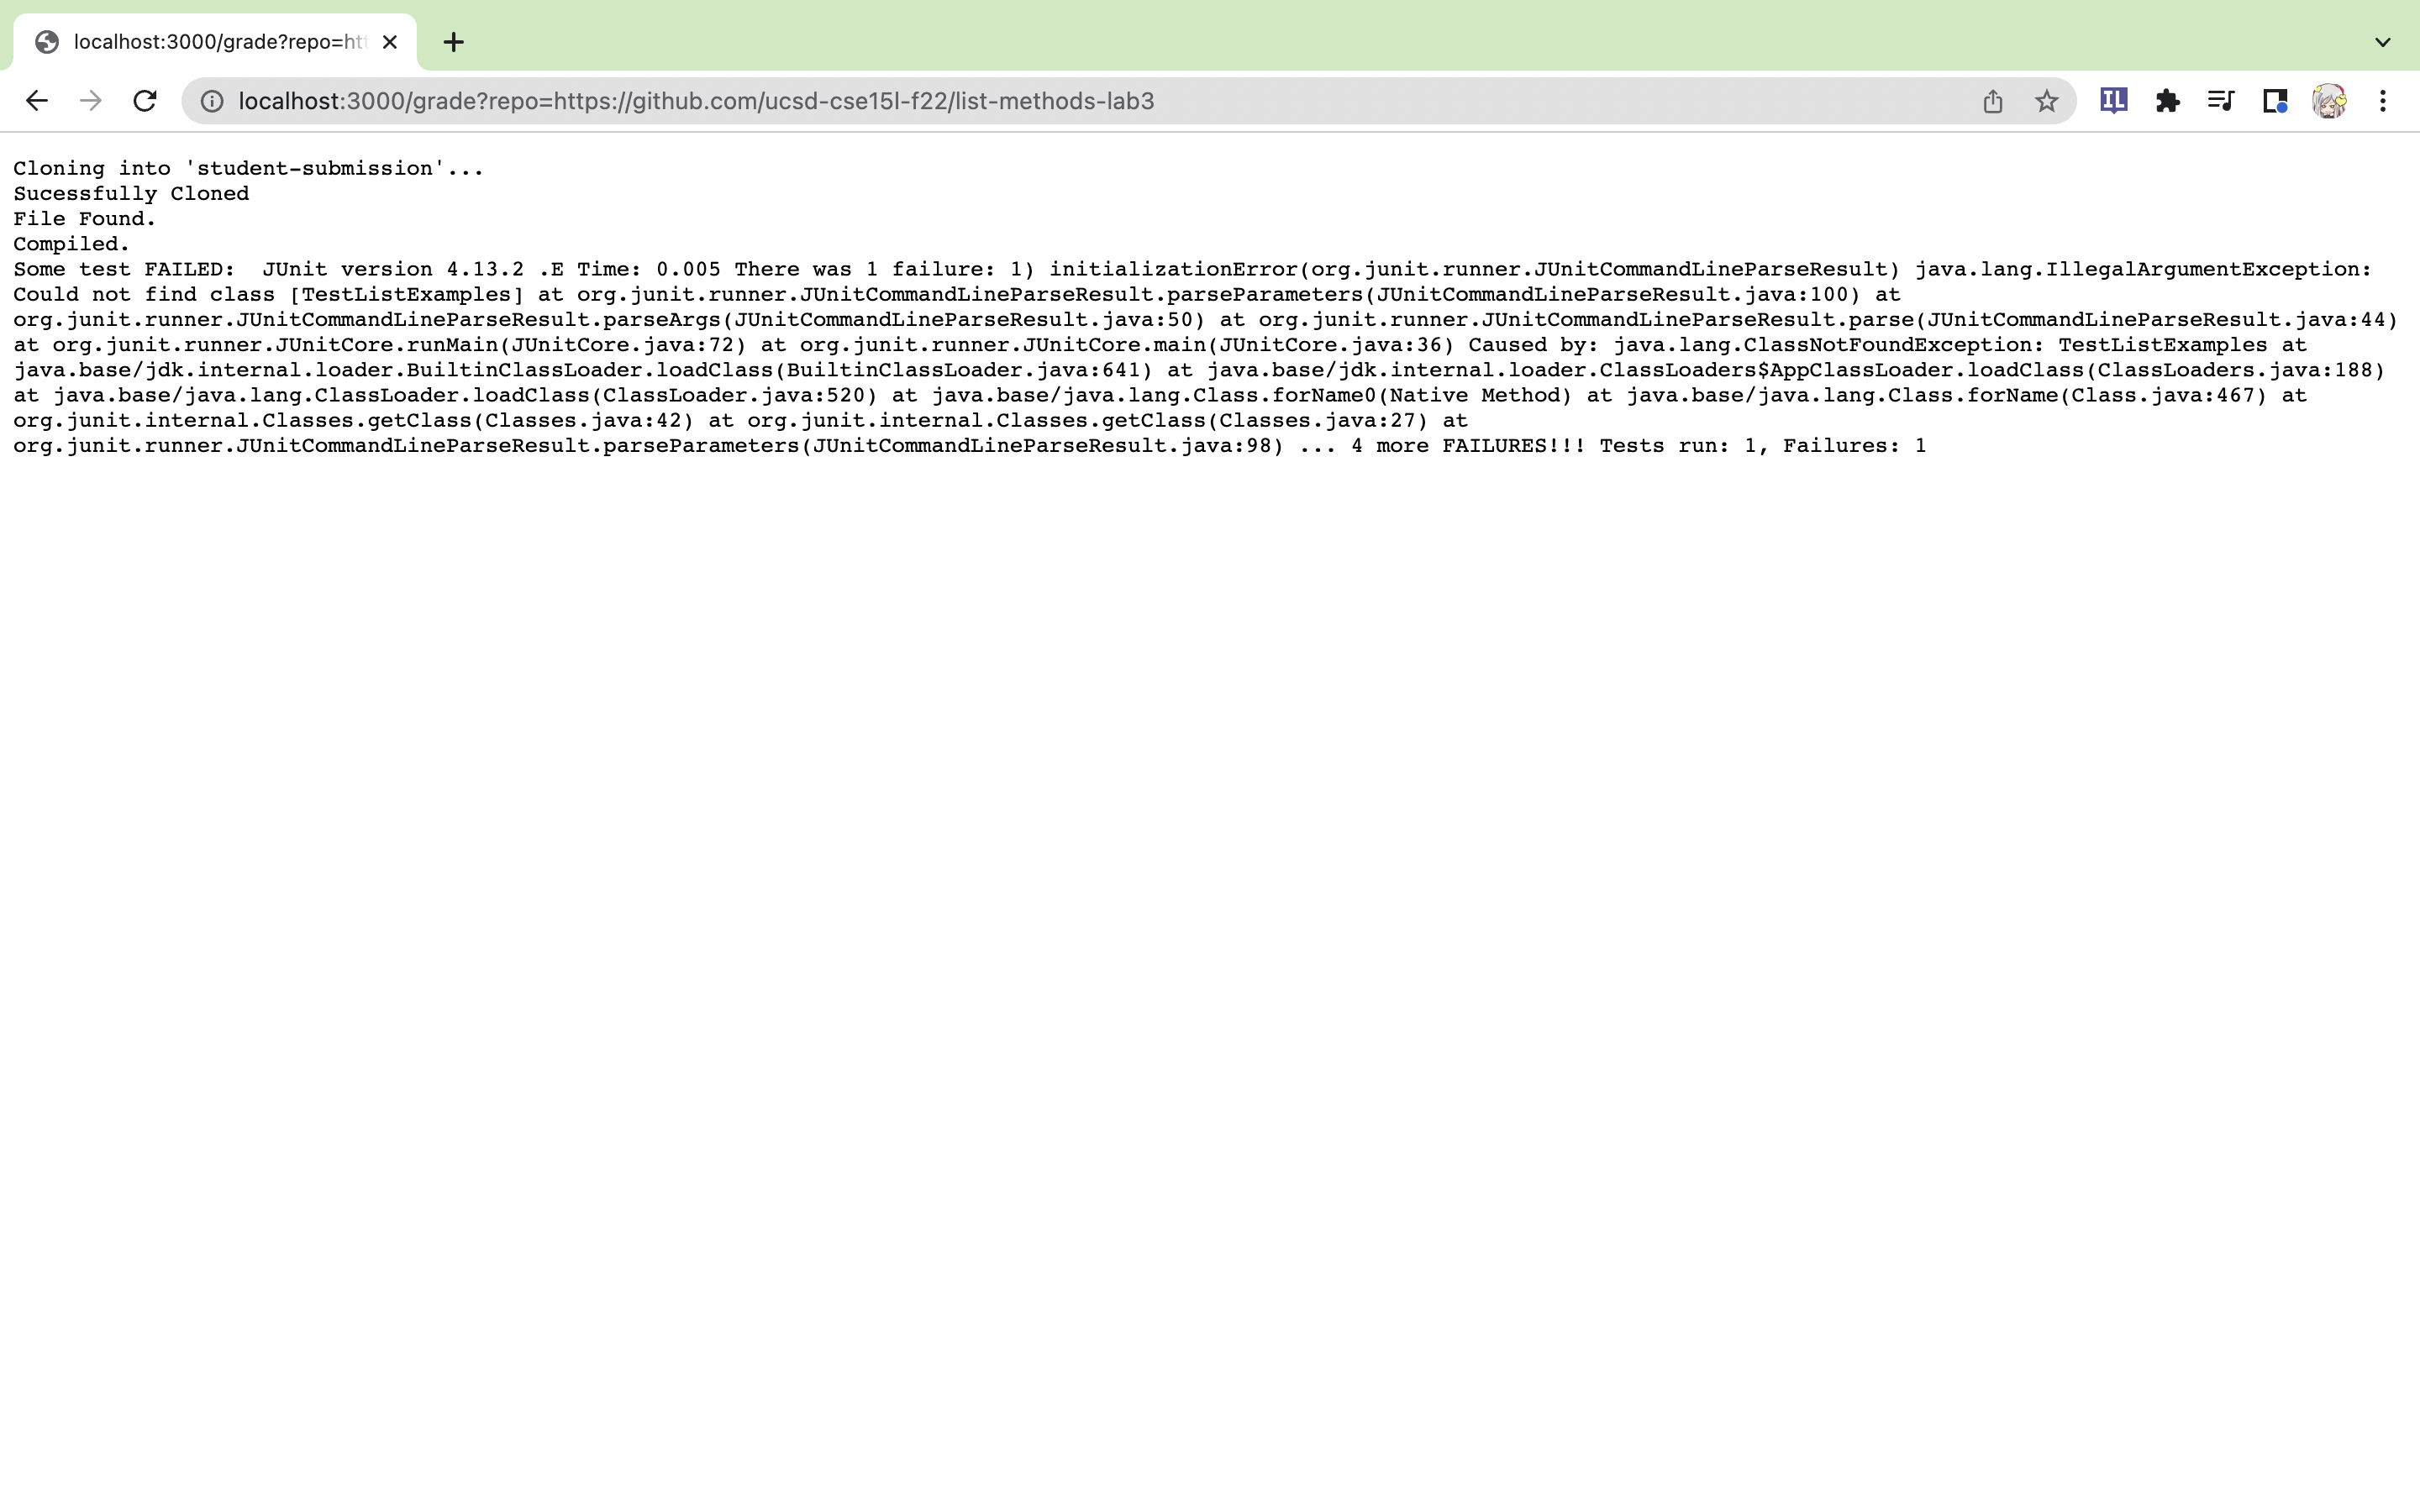 localhost:3000/grade?repo=htt
localhost:3000/grade?repo=https://github.com/ucsd-cse15l-f22/list-methods-lab3
IL
Cloning into 'student-submission'...
Sucessfully Cloned
File Found.
Compiled.
Some test FAILED:  JUnit version 4.13.2 .E Time: 0.005 There was 1 failure: 1) initializationError(org.junit.runner.JUnitCommandLineParseResult) java.lang.IllegalArgumentException:
Could not find class [TestListExamples] at org.junit.runner.JUnitCommandLineParseResult.parseParameters(JUnitCommandLineParseResult.java:100) at
org.junit.runner.JUnitCommandLineParseResult.parseArgs(JUnitCommandLineParseResult.java:50) at org.junit.runner.JUnitCommandLineParseResult.parse(JUnitCommandLineParseResult.java:44)
at org.junit.runner.JUnitCore.runMain(JUnitCore.java:72) at org.junit.runner.JUnitCore.main(JUnitCore.java:36) Caused by: java.lang.ClassNotFoundException: TestListExamples at
java.base/jdk.internal.loader.BuiltinClassLoader.loadClass(BuiltinClassLoader.java:641) at java.base/jdk.internal.loader.ClassLoaders$AppClassLoader.loadClass(ClassLoaders.java:188)
at java.base/java.lang.ClassLoader.loadClass(ClassLoader.java:520) at java.base/java.lang.Class.forName0(Native Method) at java.base/java.lang.Class.forName(Class.java:467) at
org.junit.internal.Classes.getClass(Classes.java:42) at org.junit.internal.Classes.getClass(Classes.java:27) at
org.junit.runner.JUnitCommandLineParseResult.parseParameters(JUnitCommandLineParseResult.java:98) ... 4 more FAILURES!!! Tests run: 1, Failures: 1